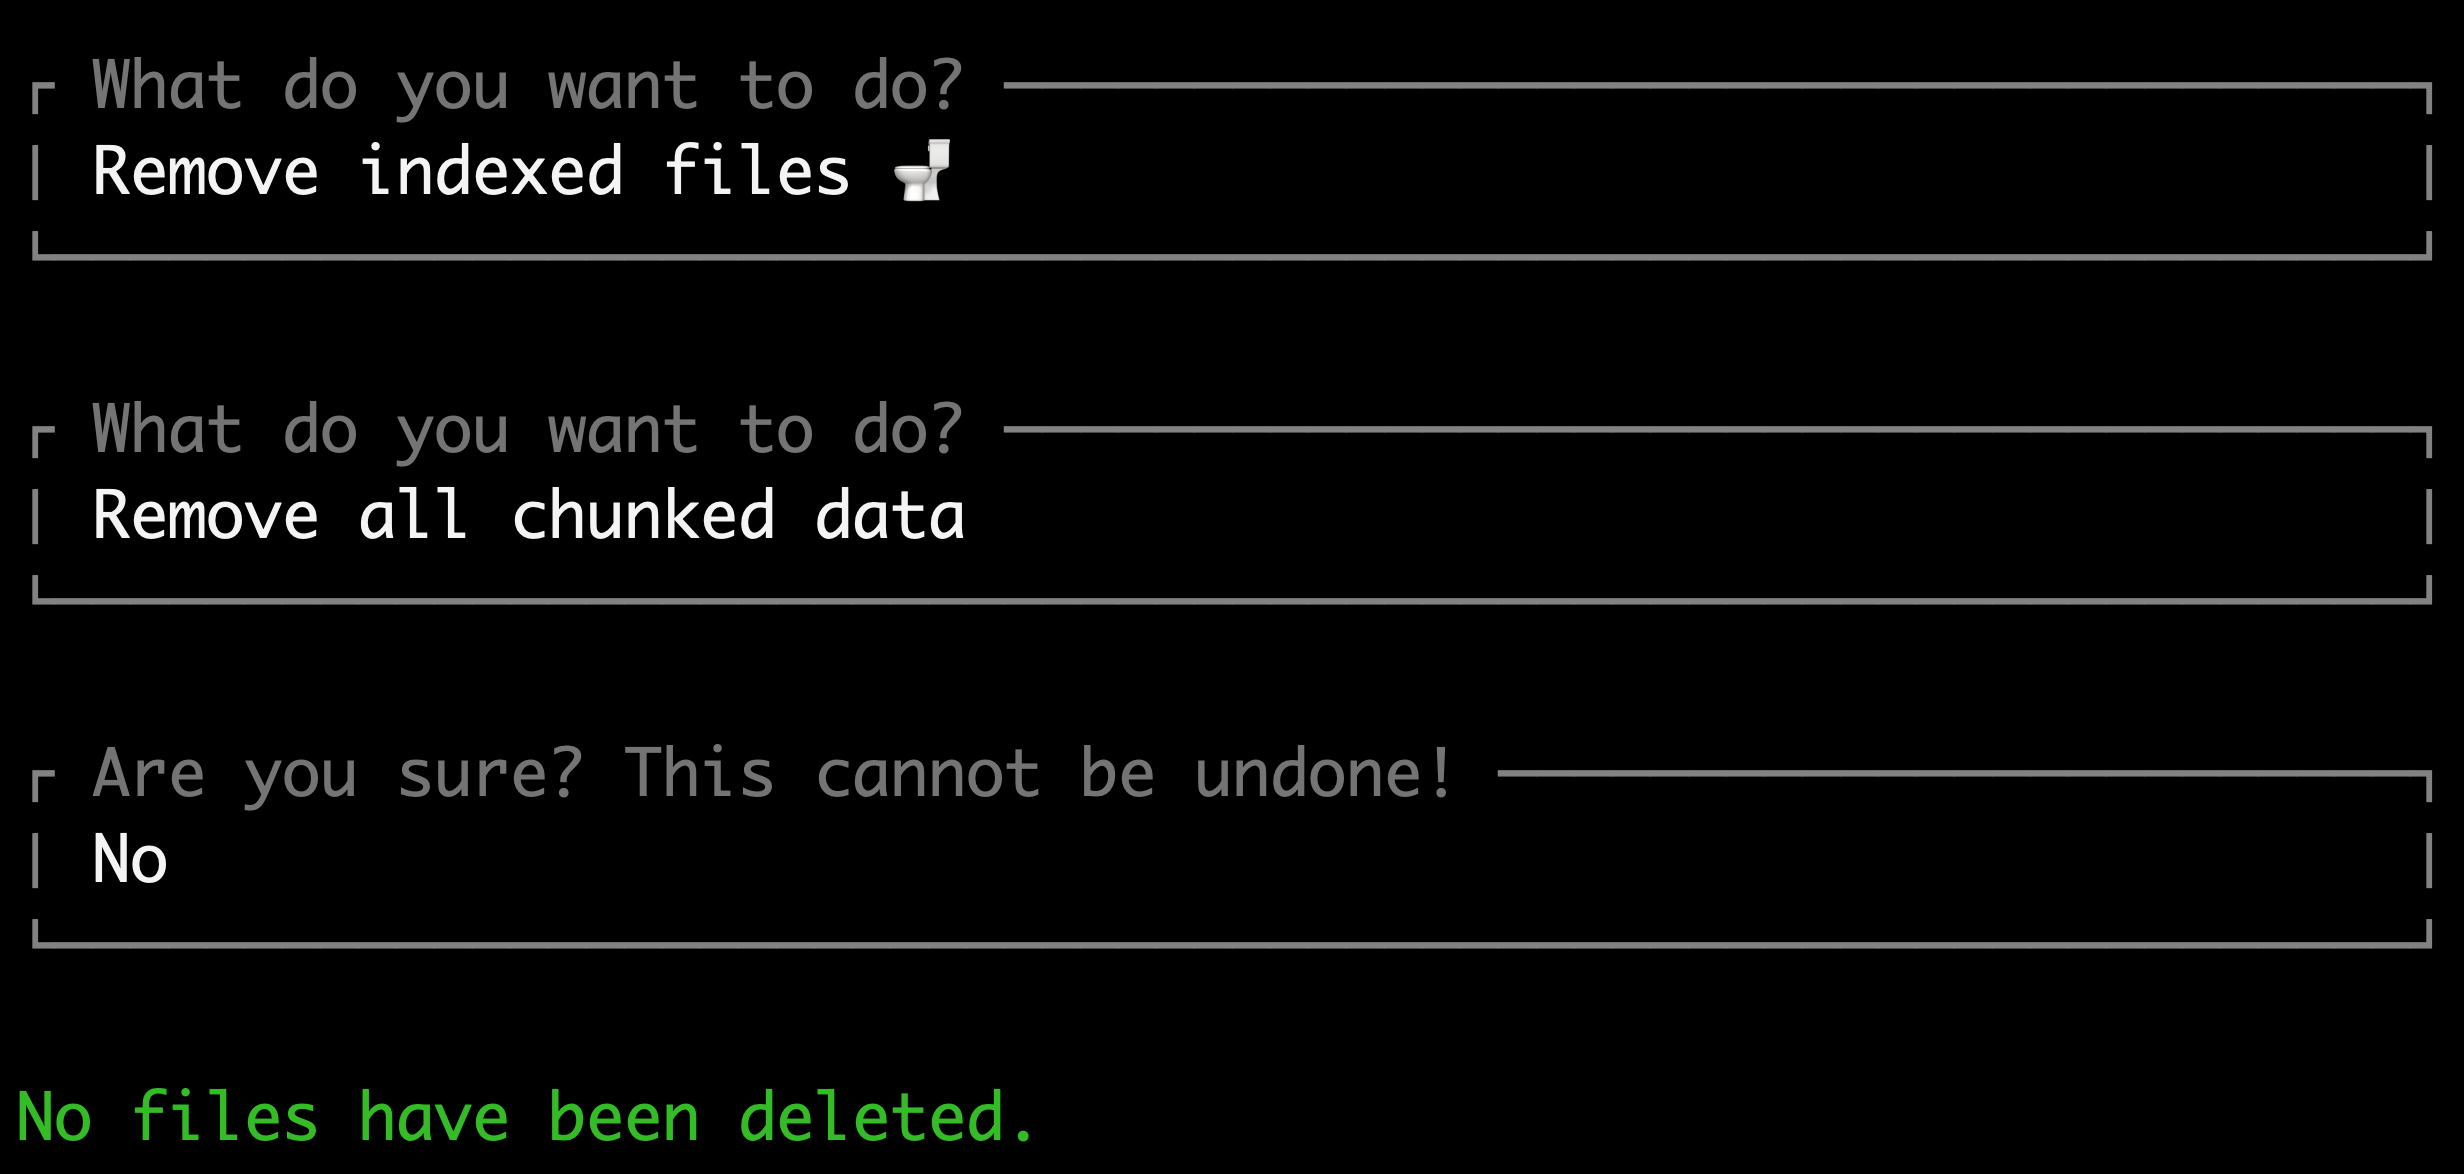 What do you want to do?
Remove indexed files 🚽
What do you want to do?
Remove all chunked data
Are you sure? This cannot be undone!
No
No files have been deleted.